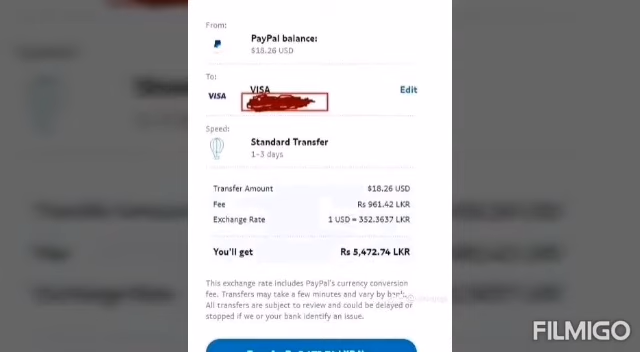 From:
PayPal balance:
$18.26 USD
To:
VISA
VISA
Edit
Speed:
Standard Transfer
1-3 days
Transfer Amount $18.26 USD
Fee Rs 961.42 LKR
Exchange Rate 1 USD = 352.3637 LKR
You'll get Rs 5,472.74 LKR
This exchange rate includes PayPal's currency conversion
fee. Transfers may take a few minutes and vary by bank.
All transfers are subject to review and could be delayed or
stopped if we or your bank identify an issue.
FILMIGO